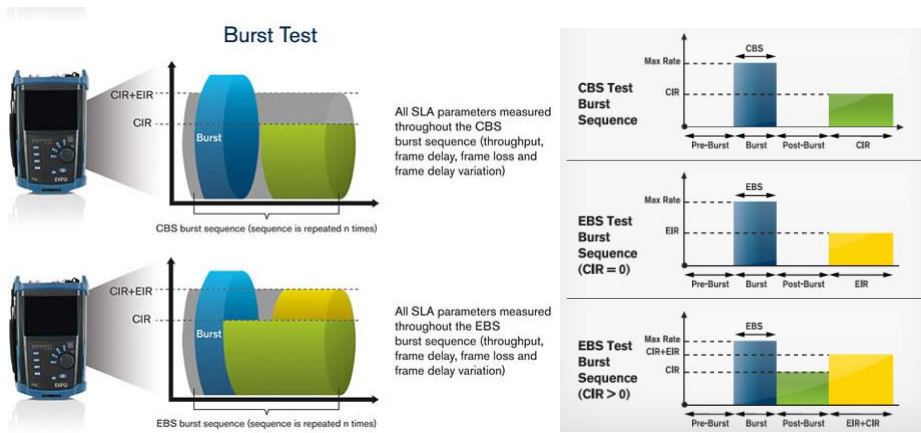 Burst Test
CIR+EIR
CIR
Burst
EXFO
CBS burst sequence (sequence is repeated n times)
All SLA parameters measured
throughout the CBS
burst sequence (throughput,
frame delay, frame loss and
frame delay variation)
CIR+EIR
CIR
Burst
EXFO
EBS burst sequence (sequence is repeated n times)
All SLA parameters measured
throughout the EBS
burst sequence (throughput,
frame delay, frame loss and
frame delay variation)
CBS Test
Burst
Sequence
CBS
Max Rate
CIR
Pre-Burst Burst Post-Burst CIR
EBS Test
Burst
Sequence
(CIR = 0)
EBS
Max Rate
EIR
Pre-Burst Burst Post-Burst EIR
EBS Test
Burst
Sequence
(CIR > 0)
EBS
Max Rate
CIR+EIR
CIR
Pre-Burst Burst Post-Burst EIR+CIR